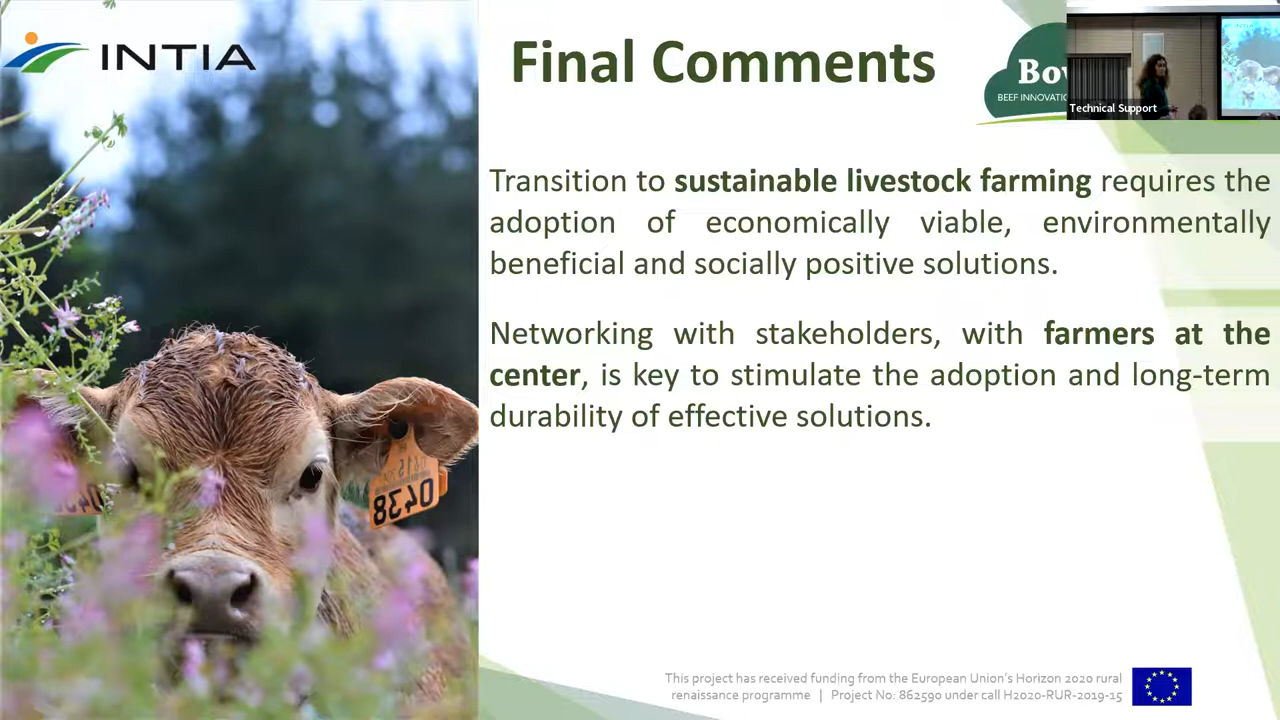 INTIA
Final Comments
BEEF INNOVATIO
Technical Support
Transition to sustainable livestock farming requires the
adoption of economically viable, environmentally
beneficial and socially positive solutions.
Networking with stakeholders, with farmers at the
center, is key to stimulate the adoption and long-term
durability of effective solutions.
0438
This project has received funding from the European Union's Horizon 2020 rural
renaissance programme | Project No: 862590 under call H2020-RUR-2019-15